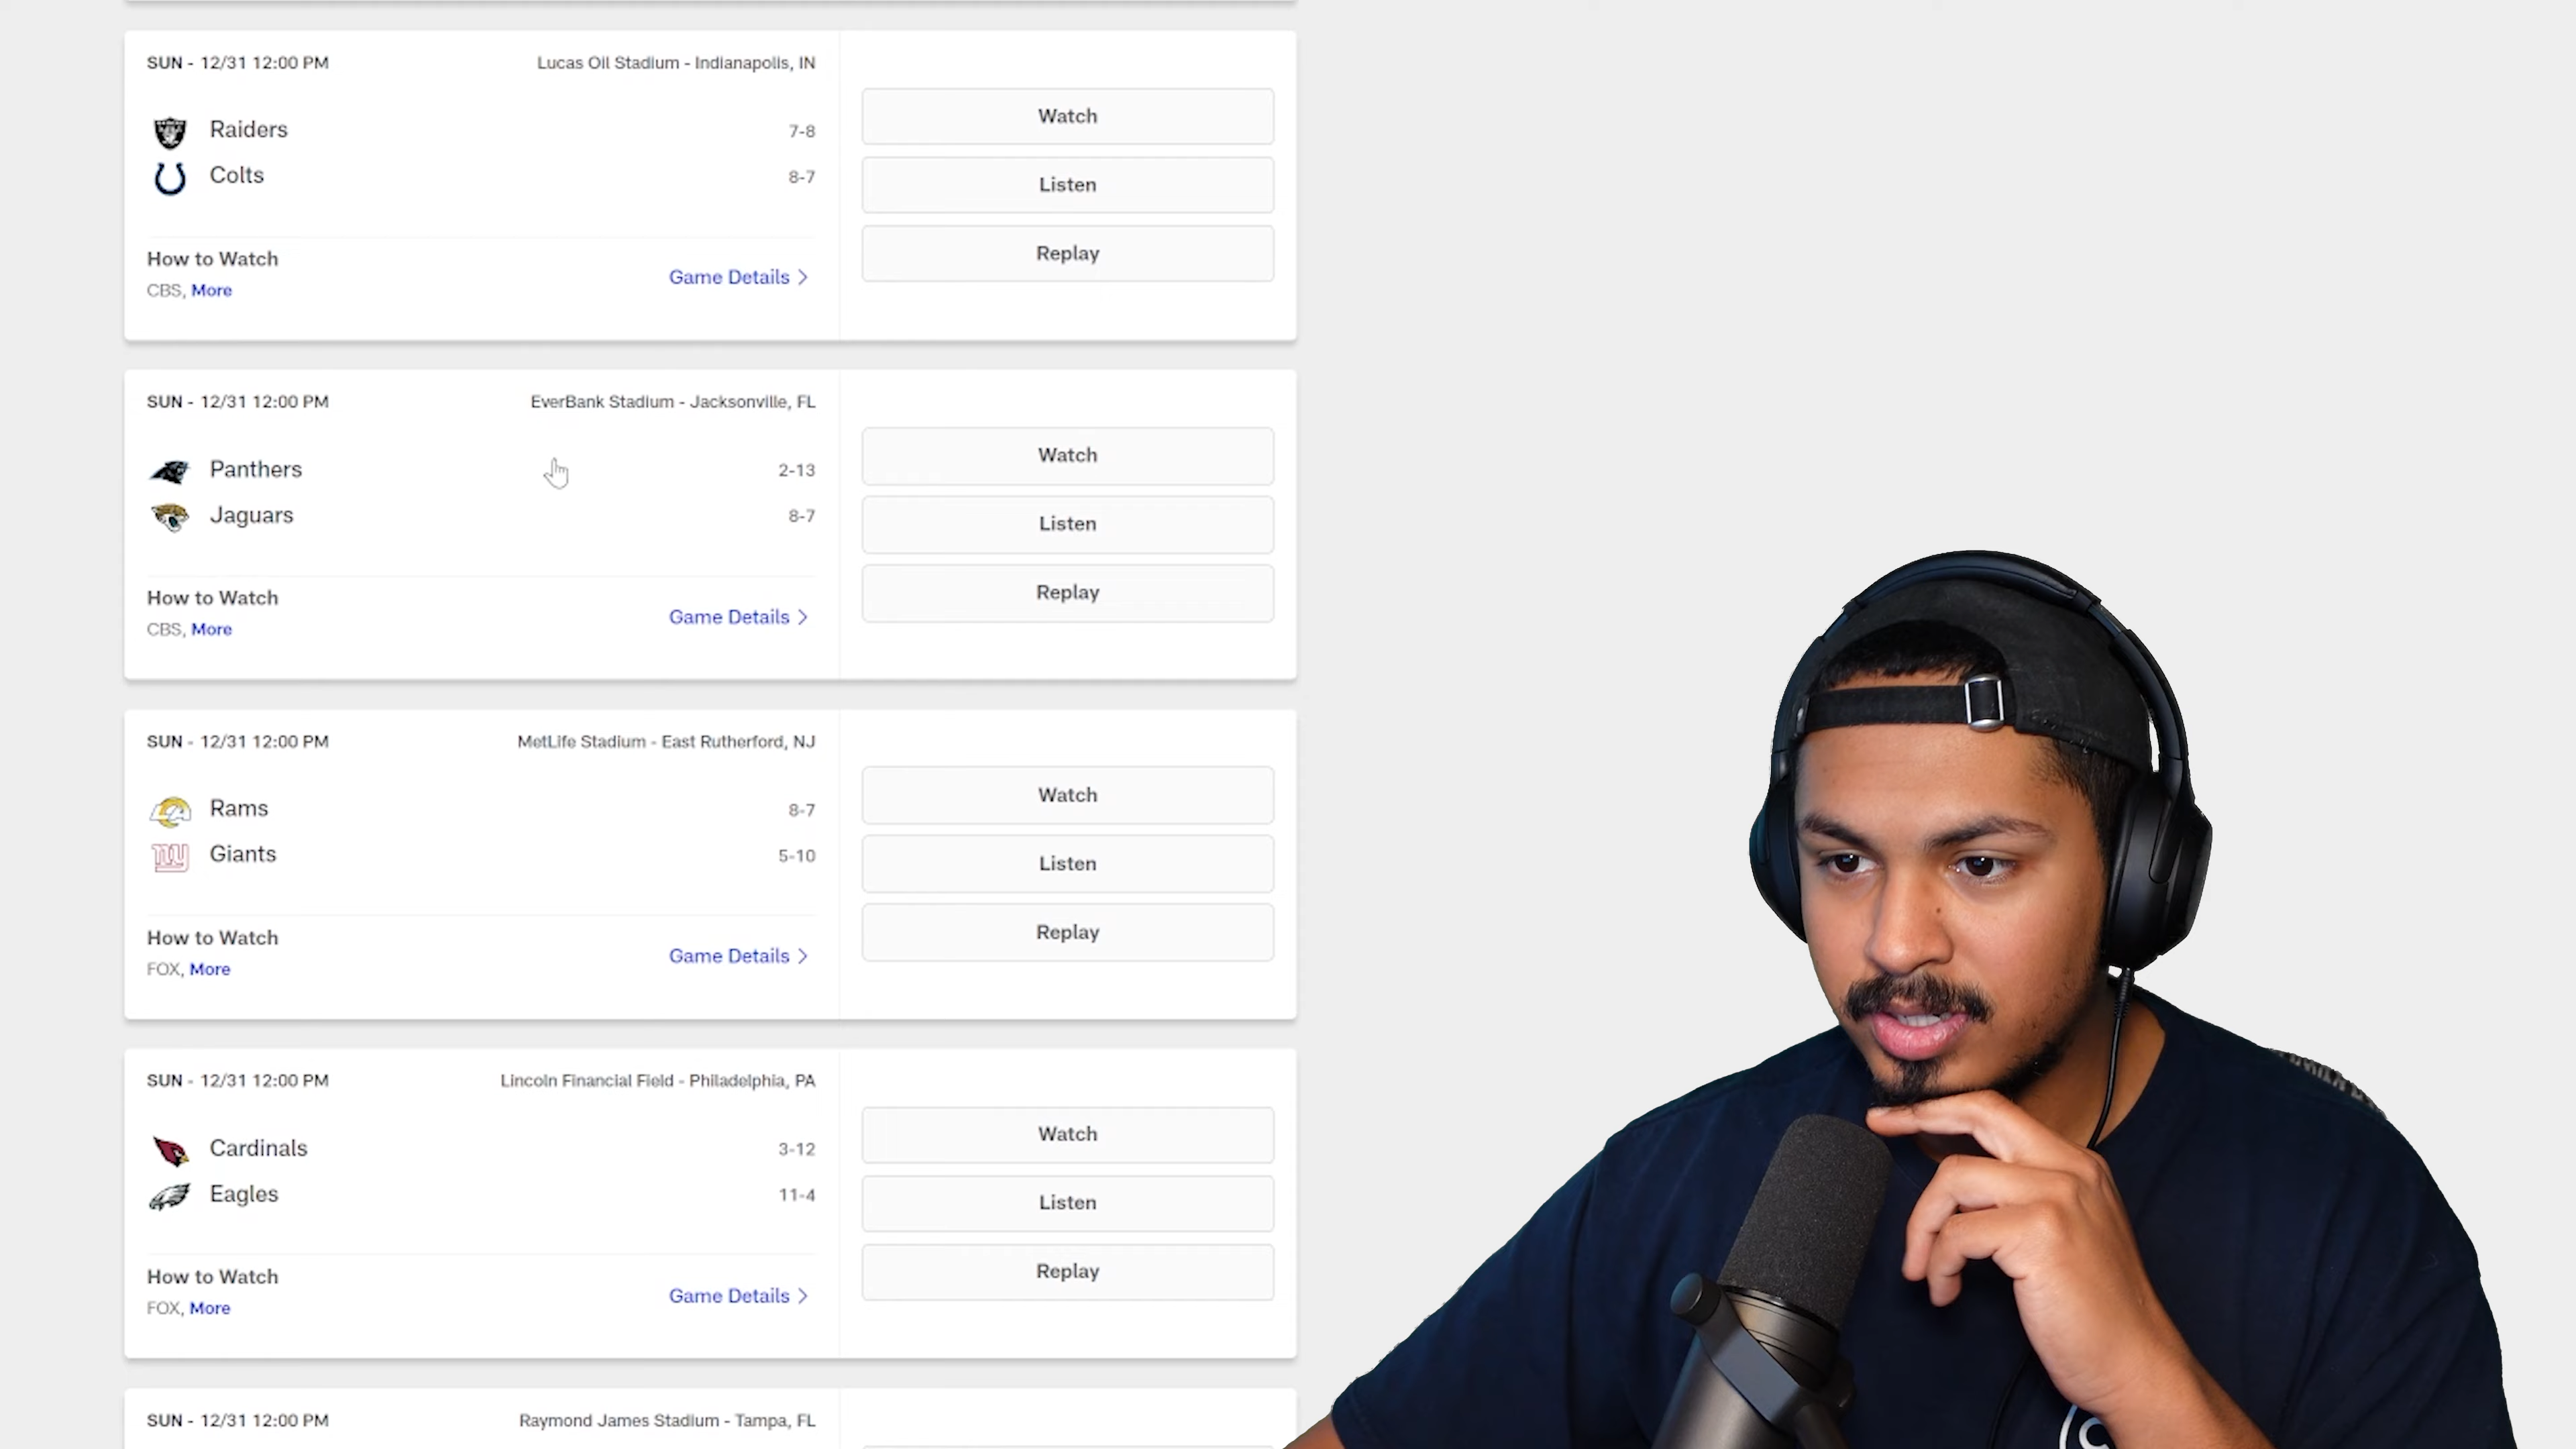 SUN - 12/31 12:00 PM Lucas Oil Stadium - Indianapolis, IN
Raiders 7-8
Colts 8-7
How to Watch
CBS, More
Game Details >
Watch
Listen
Replay
SUN - 12/31 12:00 PM EverBank Stadium - Jacksonville, FL
Panthers 2-13
Jaguars 8-7
How to Watch
CBS, More
Game Details >
Watch
Listen
Replay
SUN - 12/31 12:00 PM MetLife Stadium - East Rutherford, NJ
Rams 8-7
ny Giants 5-10
How to Watch
FOX, More
Game Details >
Watch
Listen
Replay
SUN - 12/31 12:00 PM Lincoln Financial Field - Philadelphia, PA
Cardinals 3-12
Eagles 11-4
How to Watch
FOX, More
Game Details >
Watch
Listen
Replay
SUN - 12/31 12:00 PM Raymond James Stadium - Tampa, FL